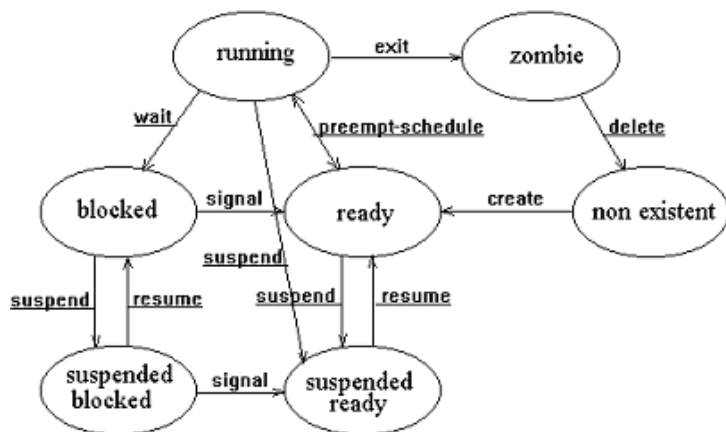 running
exit
zombie
wait
preempt-schedule
delete
blocked
signal
ready
create
non existent
suspend
suspend
resume
suspend
resume
suspended
blocked
signal
suspended
ready